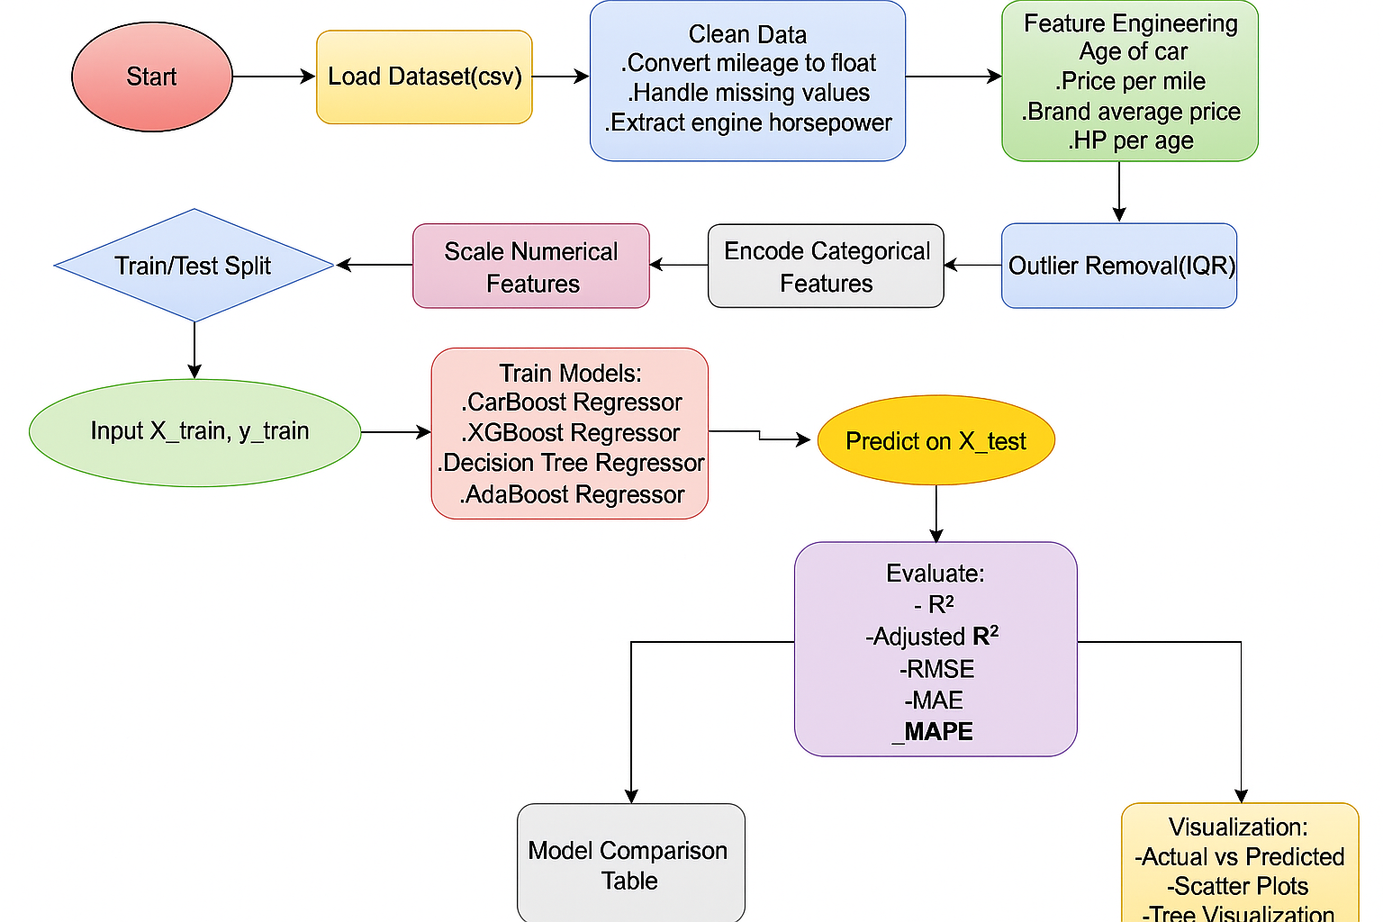 Start
Load Dataset(csv)
Clean Data
.Convert mileage to float
.Handle missing values
.Extract engine horsepower
Feature Engineering
Age of car
.Price per mile
.Brand average price
.HP per age
Outlier Removal(IQR)
Encode Categorical
Features
Scale Numerical
Features
Train/Test Split
Input X_train, y_train
Train Models:
.CarBoost Regressor
.XGBoost Regressor
.Decision Tree Regressor
.AdaBoost Regressor
Predict on X_test
Evaluate:
- R²
-Adjusted R²
-RMSE
-MAE
_MAPE
Model Comparison
Table
Visualization:
-Actual vs Predicted
-Scatter Plots
-Tree Visualization